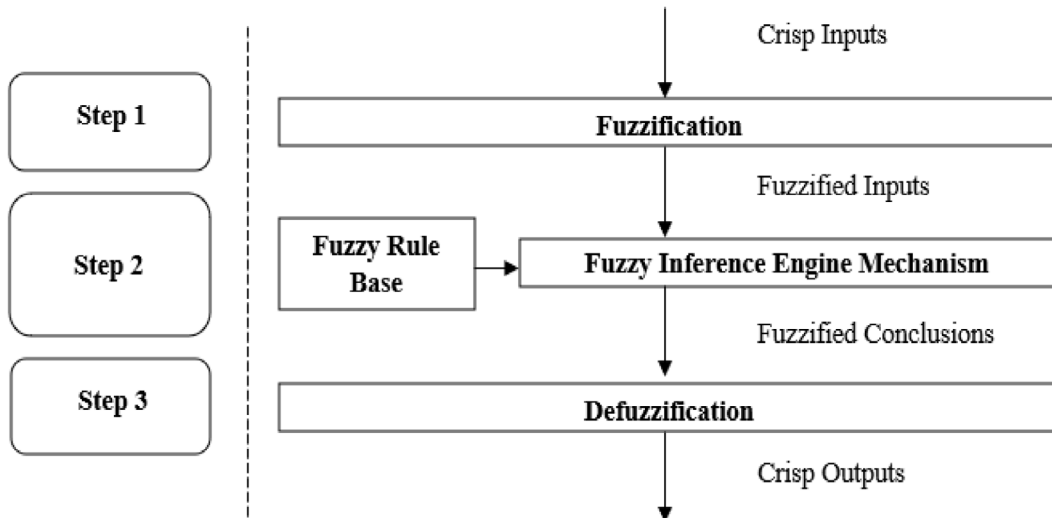 Crisp Inputs
Step 1
Fuzzification
Fuzzified Inputs
Step 2
Fuzzy Rule
Base
Fuzzy Inference Engine Mechanism
Fuzzified Conclusions
Step 3
Defuzzification
Crisp Outputs